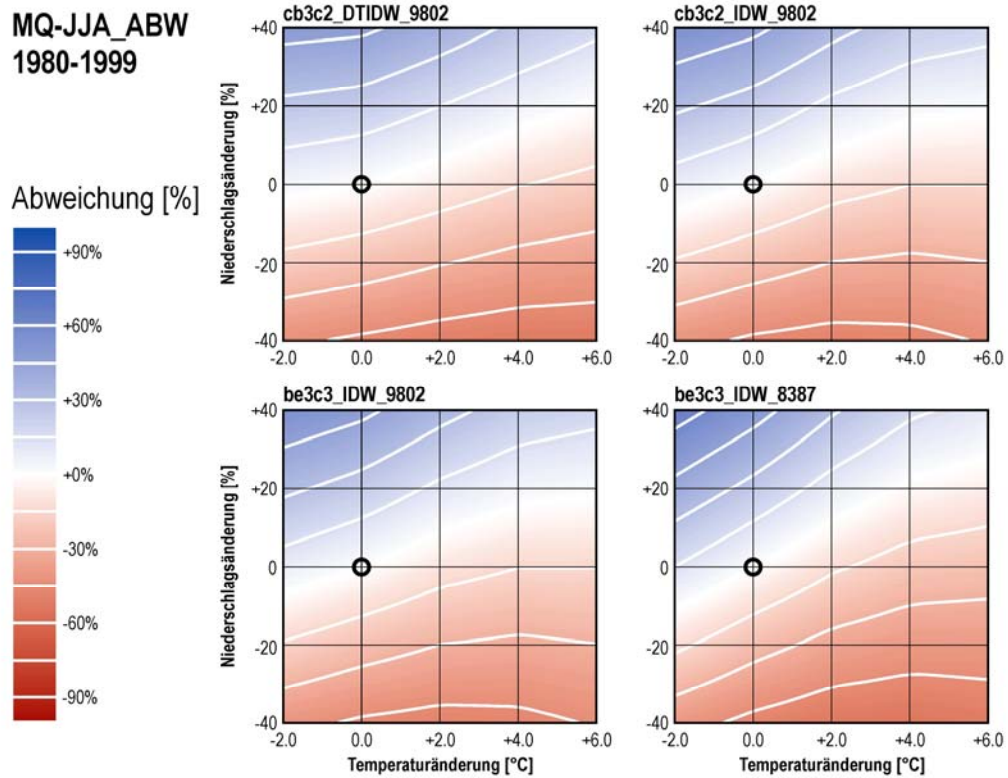 MQ-JJA_ABW
1980-1999
Abweichung [%]
+90%
+60%
+30%
+0%
-30%
-60%
-90%
cb3c2_DTIDW_9802
Niederschlagsänderung [%]
+40
+20
0
-20
-40
-2.0 0.0 +2.0 +4.0 +6.0
cb3c2_IDW_9802
+40
+20
0
-20
-40
-2.0 0.0 +2.0 +4.0 +6.0
be3c3_IDW_9802
Niederschlagsänderung [%]
+40
+20
0
-20
-40
-2.0 0.0 +2.0 +4.0 +6.0
Temperaturänderung [°C]
be3c3_IDW_8387
+40
+20
0
-20
-40
-2.0 0.0 +2.0 +4.0 +6.0
Temperaturänderung [°C]